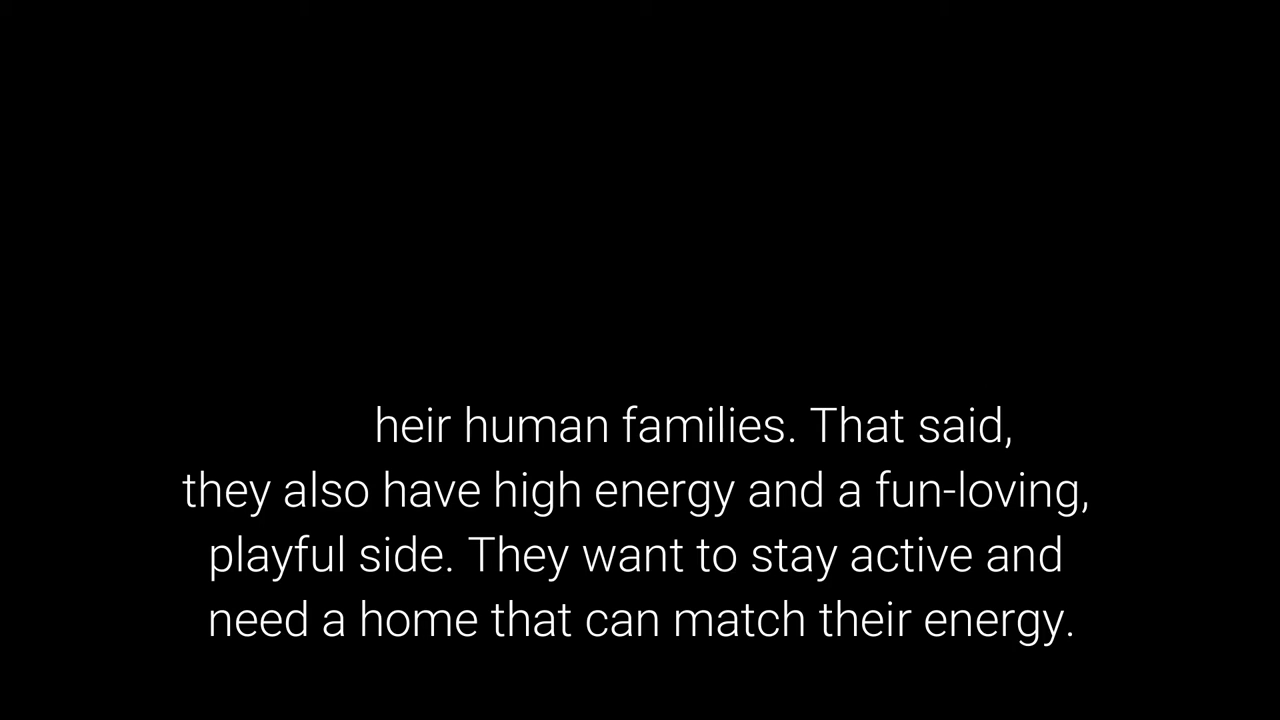 heir human families. That said,
they also have high energy and a fun-loving,
playful side. They want to stay active and
need a home that can match their energy.